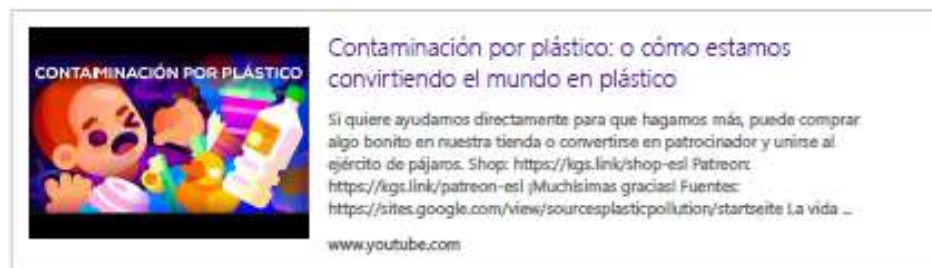 CONTAMINACIÓN POR PLÁSTICO
Contaminación por plástico: o cómo estamos
convirtiendo el mundo en plástico
Si quiere ayudarnos directamente para que hagamos más, puede comprar
algo bonito en nuestra tienda o convertirse en patrocinador y unirse al
ejército de pájaros. Shop: https://kgs.link/shop-esl Patreon:
https://kgs.link/patreon-esl ¡Muchísimas gracias! Fuentes:
https://sites.google.com/view/sourcesplasticpollution/startseite La vida ...
www.youtube.com